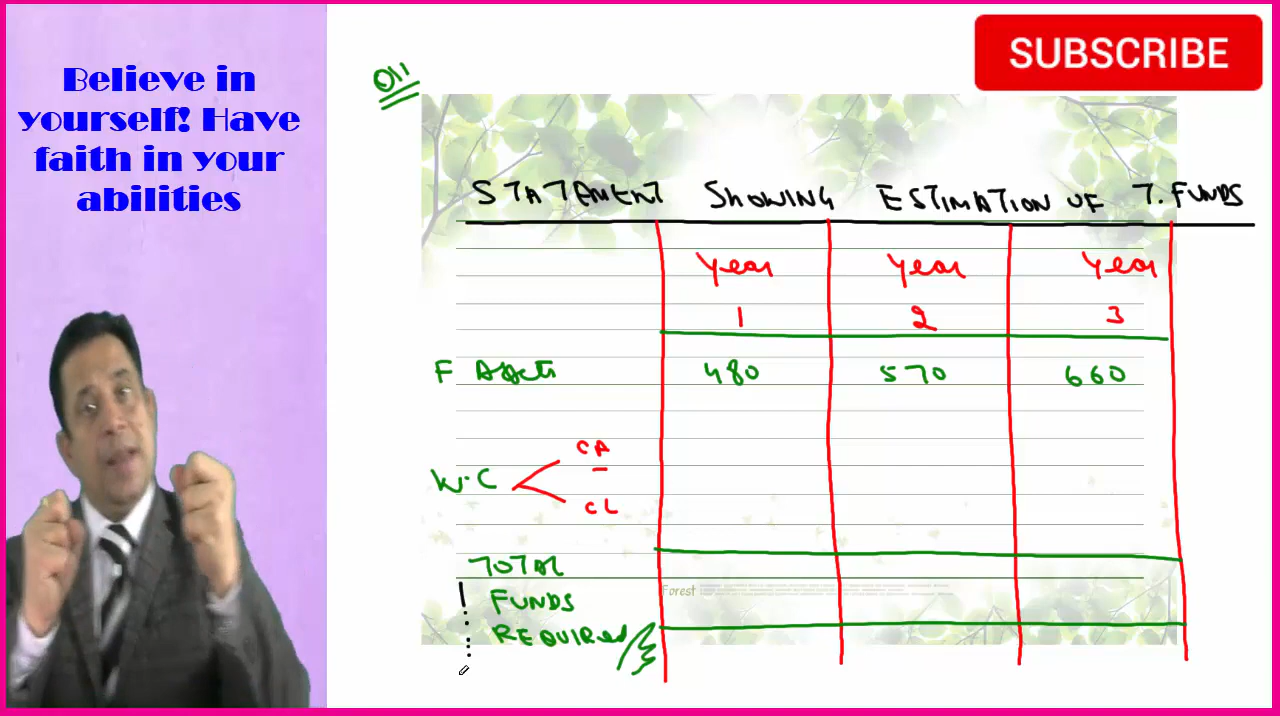 Believe in
yourself! Have
faith in your
abilities
SUBSCRIBE
Q11
STATEMENT SHOWING ESTIMATION OF T. FUNDS
Year Year Year
1 2 3
F Assets 480 570 660
CA
W.C
CL
TOTAL
FUNDS
REQUIRED
Forest